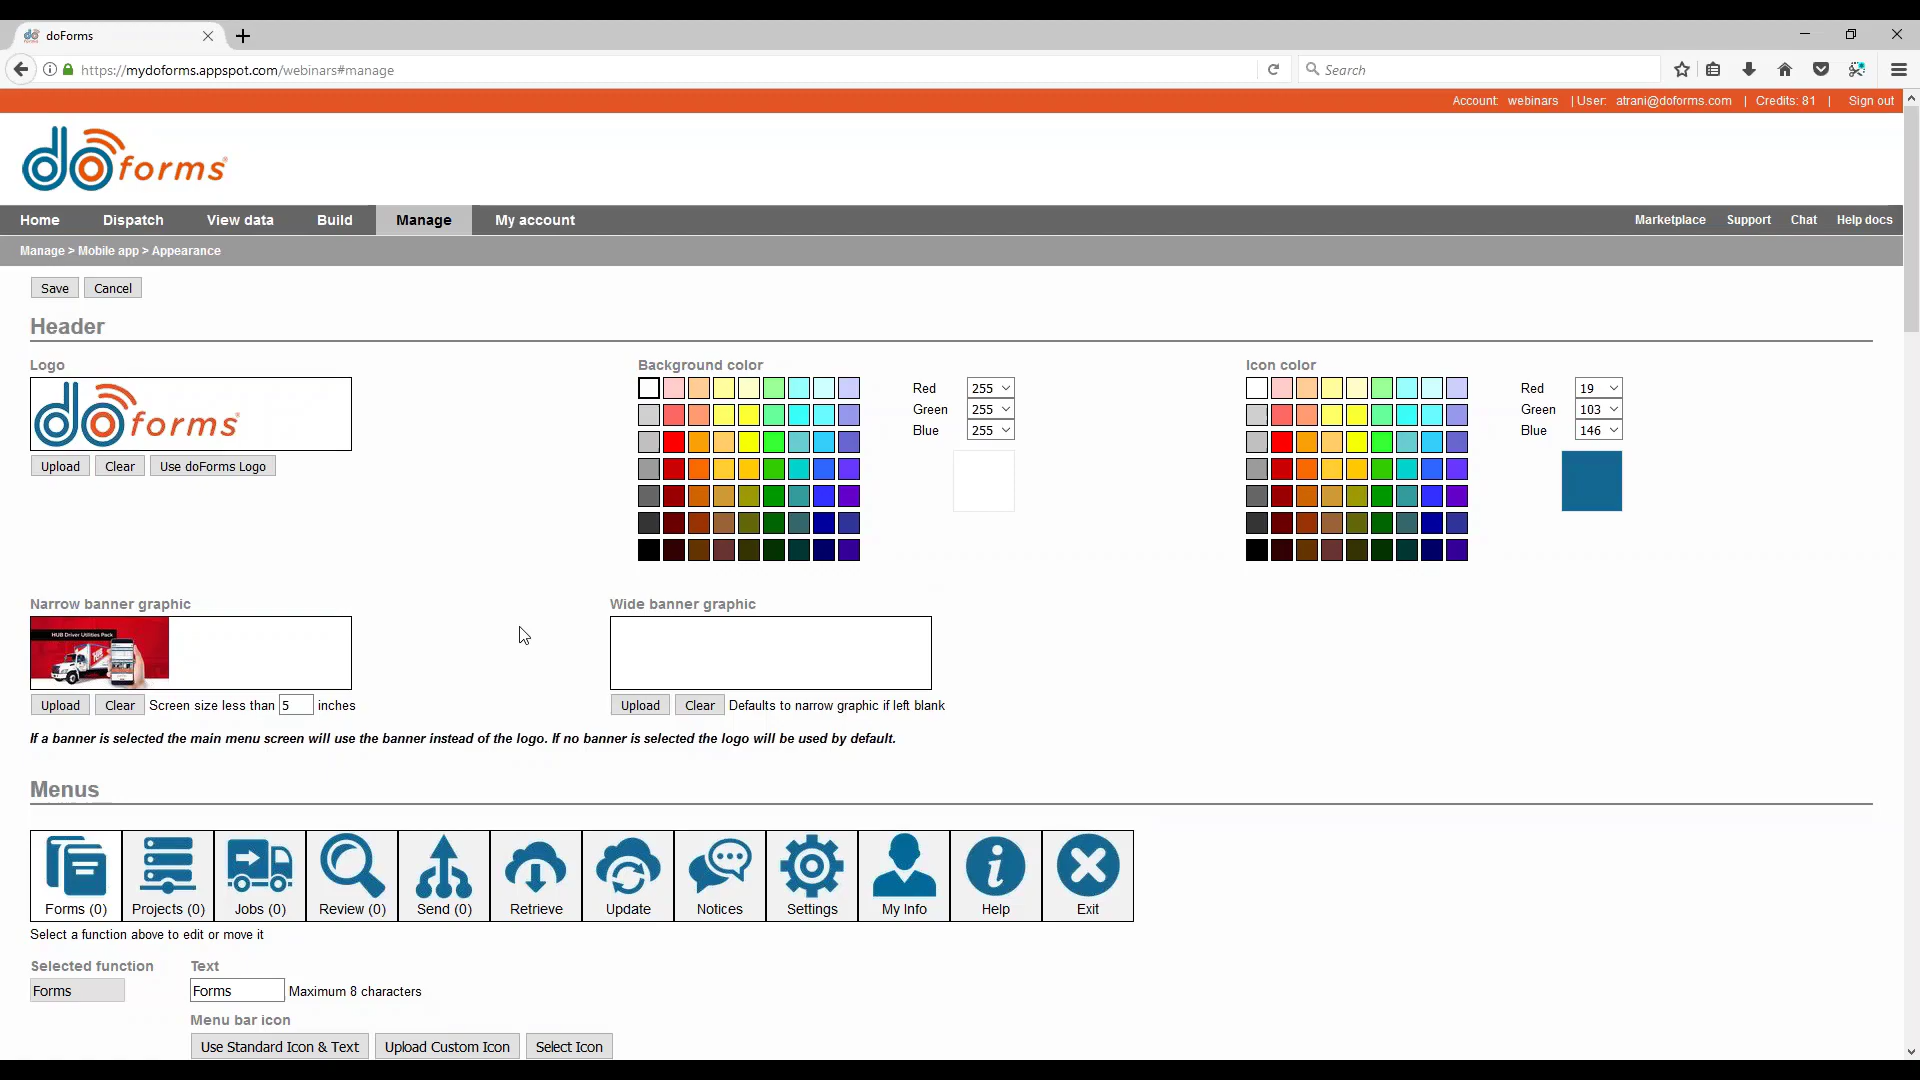 doForms
https://mydoforms.appspot.com/webinars#manage
Search
Account: webinars | User: atrani@doforms.com | Credits: 81 | Sign out
doforms®
Home Dispatch View data Build Manage My account Marketplace Support Chat Help docs
Manage > Mobile app > Appearance
Save Cancel
Header
Logo Background color Icon color
doforms®
Red 255 Red 19
Green 255 Green 103
Blue 255 Blue 146
Upload Clear Use doForms Logo
Narrow banner graphic Wide banner graphic
HUB Driver Utilities Pack
Upload Clear Screen size less than 5 inches Upload Clear Defaults to narrow graphic if left blank
If a banner is selected the main menu screen will use the banner instead of the logo. If no banner is selected the logo will be used by default.
Menus
Forms (0) Projects (0) Jobs (0) Review (0) Send (0) Retrieve Update Notices Settings My Info Help Exit
Select a function above to edit or move it
Selected function Text
Forms Forms Maximum 8 characters
Menu bar icon
Use Standard Icon & Text Upload Custom Icon Select Icon